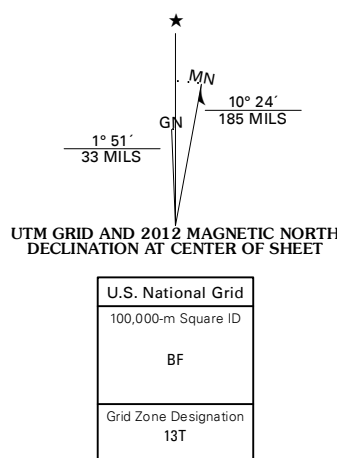 ★
MN
GN
10° 24´
185 MILS
1° 51´
33 MILS
UTM GRID AND 2012 MAGNETIC NORTH
DECLINATION AT CENTER OF SHEET
U.S. National Grid
100,000-m Square ID
BF
Grid Zone Designation
13T